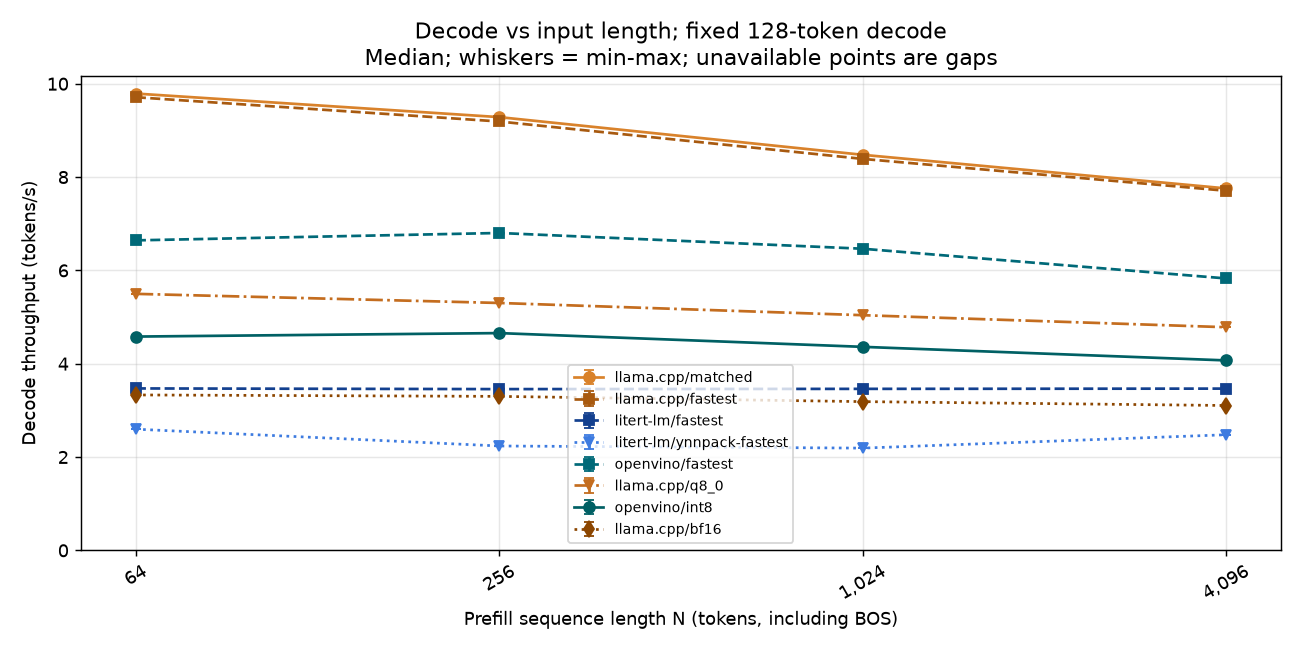 Decode vs input length; fixed 128-token decode
Median; whiskers = min-max; unavailable points are gaps
Decode throughput (tokens/s)
10
8
6
4
2
0
llama.cpp/matched
llama.cpp/fastest
litert-lm/fastest
litert-lm/ynnpack-fastest
openvino/fastest
llama.cpp/q8_0
openvino/int8
llama.cpp/bf16
64
256
1,024
4,096
Prefill sequence length N (tokens, including BOS)